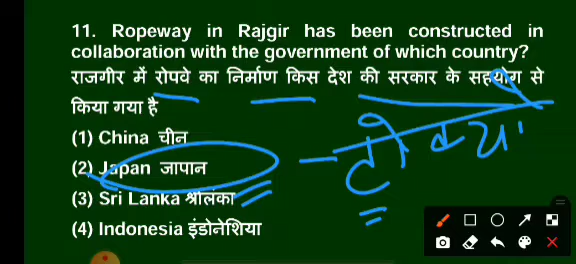 11. Ropeway in Rajgir has been constructed in
collaboration with the government of which country?
राजगीर में रोपवे का निर्माण किस देश की सरकार के सहयोग से
किया गया है
(1) China चीन
(2) Japan जापान
(3) Sri Lanka श्रीलंका
(4) Indonesia इंडोनेशिया
टोक्यो